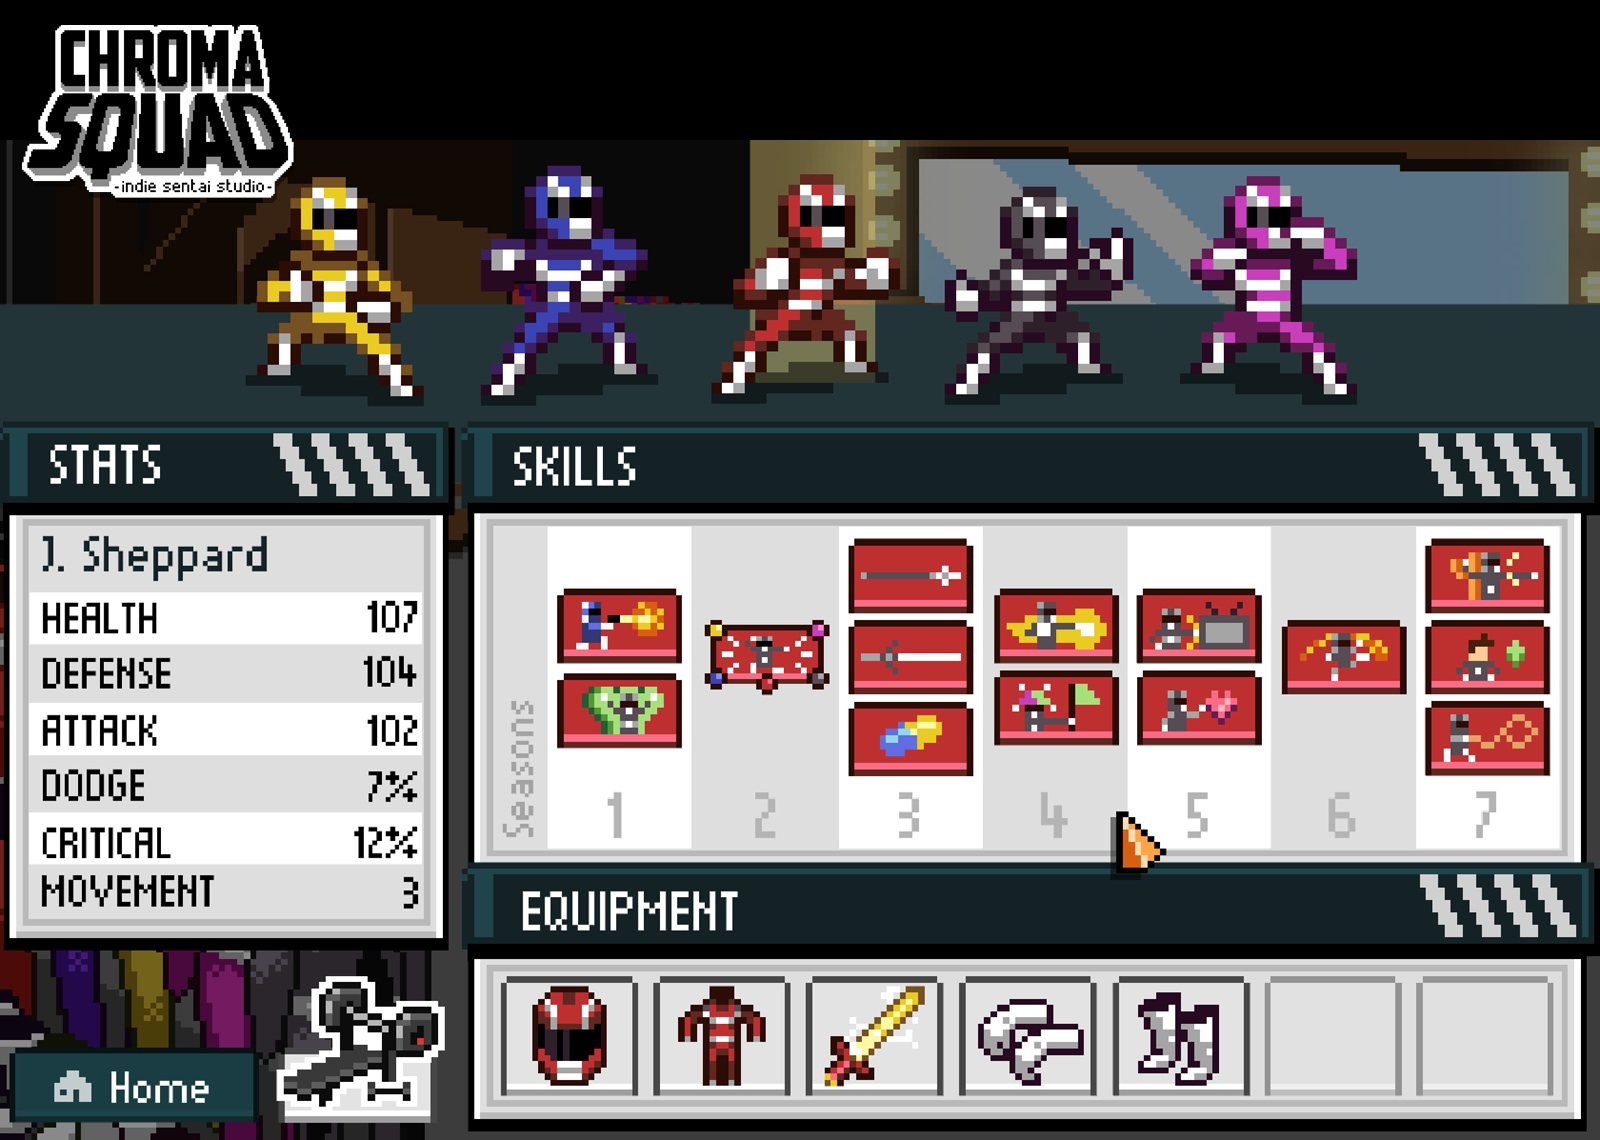 CHROMA
SQUAD
-indie sentai studio-
STATS
J. Sheppard
HEALTH 107
DEFENSE 104
ATTACK 102
DODGE 7%
CRITICAL 12%
MOVEMENT 3
SKILLS
Seasons
1 2 3 4 5 6 7
EQUIPMENT
Home